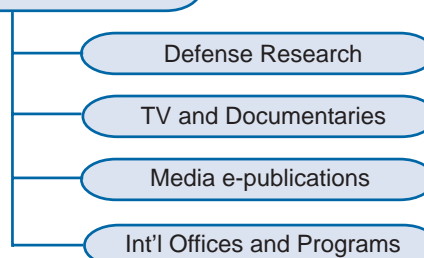 Defense Research
TV and Documentaries
Media e-publications
Int'l Offices and Programs